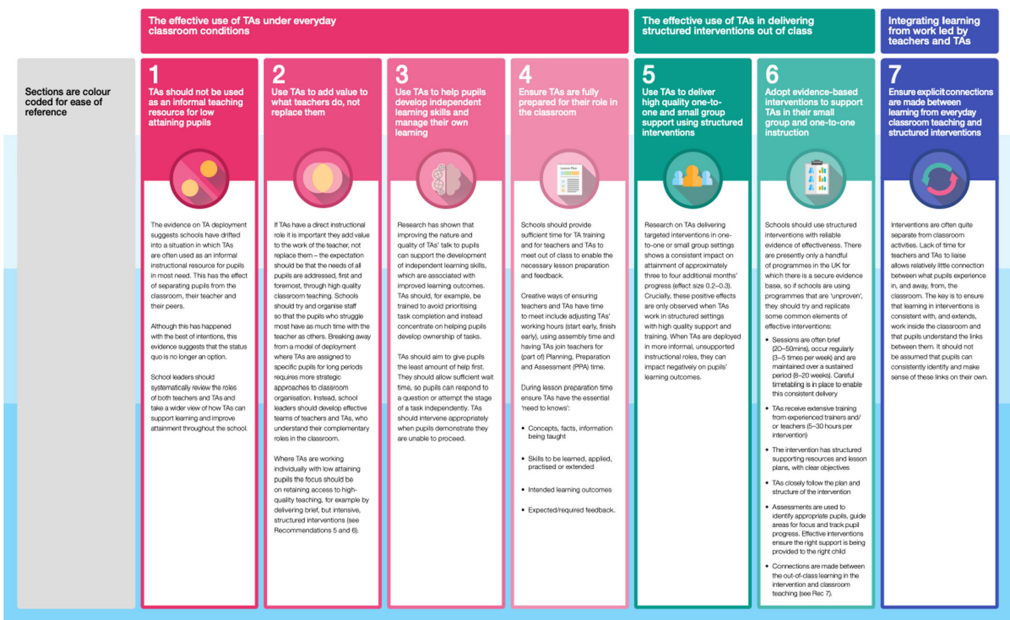 The effective use of TAs under everyday
classroom conditions
The effective use of TAs in delivering
structured interventions out of class
Integrating learning
from work led by
teachers and TAs
Sections are colour
coded for ease of
reference
1
TAs should not be used
as an informal teaching
resource for low
attaining pupils
The evidence on TA deployment
suggests schools have drifted
into a situation in which TAs
are often used as an informal
instructional resource for pupils
in most need. This has the effect
of separating pupils from the
classroom, their teacher and
their peers.
Although this has happened
with the best of intentions, this
evidence suggests that the status
quo is no longer an option.
School leaders should
systematically review the roles
of both teachers and TAs and
take a wider view of how TAs can
support learning and improve
attainment throughout the school.
2
Use TAs to add value to
what teachers do, not
replace them
If TAs have a direct instructional
role it is important they add value
to the work of the teacher, not
replace them – the expectation
should be that the needs of all
pupils are addressed, first and
foremost, through high quality
classroom teaching. Schools
should try and organise staff
so that the pupils who struggle
most have as much time with the
teacher as others. Breaking away
from a model of deployment
where TAs are assigned to
specific pupils for long periods
requires more strategic
approaches to classroom
organisation. Instead, school
leaders should develop effective
teams of teachers and TAs, who
understand their complementary
roles in the classroom.
Where TAs are working
individually with low attaining
pupils the focus should be
on retaining access to high-
quality teaching, for example by
delivering brief, but intensive,
structured interventions (see
Recommendations 5 and 6).
3
Use TAs to help pupils
develop independent
learning skills and
manage their own
learning
Research has shown that
improving the nature and
quality of TAs' talk to pupils
can support the development
of independent learning skills,
which are associated with
improved learning outcomes.
TAs should, for example, be
trained to avoid prioritising
task completion and instead
concentrate on helping pupils
develop ownership of tasks.
TAs should aim to give pupils
the least amount of help first.
They should allow sufficient wait
time, so pupils can respond to
a question or attempt the stage
of a task independently. TAs
should intervene appropriately
when pupils demonstrate they
are unable to proceed.
4
Ensure TAs are fully
prepared for their role in
the classroom
Lesson Plan
Schools should provide
sufficient time for TA training
and for teachers and TAs to
meet out of class to enable the
necessary lesson preparation
and feedback.
Creative ways of ensuring
teachers and TAs have time
to meet include adjusting TAs'
working hours (start early, finish
early), using assembly time and
having TAs join teachers for
(part of) Planning, Preparation
and Assessment (PPA) time.
During lesson preparation time
ensure TAs have the essential
'need to knows':
• Concepts, facts, information
being taught
• Skills to be learned, applied,
practised or extended
• Intended learning outcomes
• Expected/required feedback.
5
Use TAs to deliver
high quality one-to-
one and small group
support using structured
interventions
Research on TAs delivering
targeted interventions in one-
to-one or small group settings
shows a consistent impact on
attainment of approximately
three to four additional months'
progress (effect size 0.2–0.3).
Crucially, these positive effects
are only observed when TAs
work in structured settings
with high quality support and
training. When TAs are deployed
in more informal, unsupported
instructional roles, they can
impact negatively on pupils'
learning outcomes.
6
Adopt evidence-based
interventions to support
TAs in their small
group and one-to-one
instruction
Schools should use structured
interventions with reliable
evidence of effectiveness. There
are presently only a handful
of programmes in the UK for
which there is a secure evidence
base, so if schools are using
programmes that are 'unproven',
they should try and replicate
some common elements of
effective interventions:
• Sessions are often brief
(20–50mins), occur regularly
(3–5 times per week) and are
maintained over a sustained
period (8–20 weeks). Careful
timetabling is in place to enable
this consistent delivery
• TAs receive extensive training
from experienced trainers and/
or teachers (5–30 hours per
intervention)
• The intervention has structured
supporting resources and lesson
plans, with clear objectives
• TAs closely follow the plan and
structure of the intervention
• Assessments are used to
identify appropriate pupils, guide
areas for focus and track pupil
progress. Effective interventions
ensure the right support is being
provided to the right child
• Connections are made between
the out-of-class learning in the
intervention and classroom
teaching (see Rec 7).
7
Ensure explicit connections
are made between
learning from everyday
classroom teaching and
structured interventions
Interventions are often quite
separate from classroom
activities. Lack of time for
teachers and TAs to liaise
allows relatively little connection
between what pupils experience
in, and away, from, the
classroom. The key is to ensure
that learning in interventions is
consistent with, and extends,
work inside the classroom and
that pupils understand the links
between them. It should not
be assumed that pupils can
consistently identify and make
sense of these links on their own.